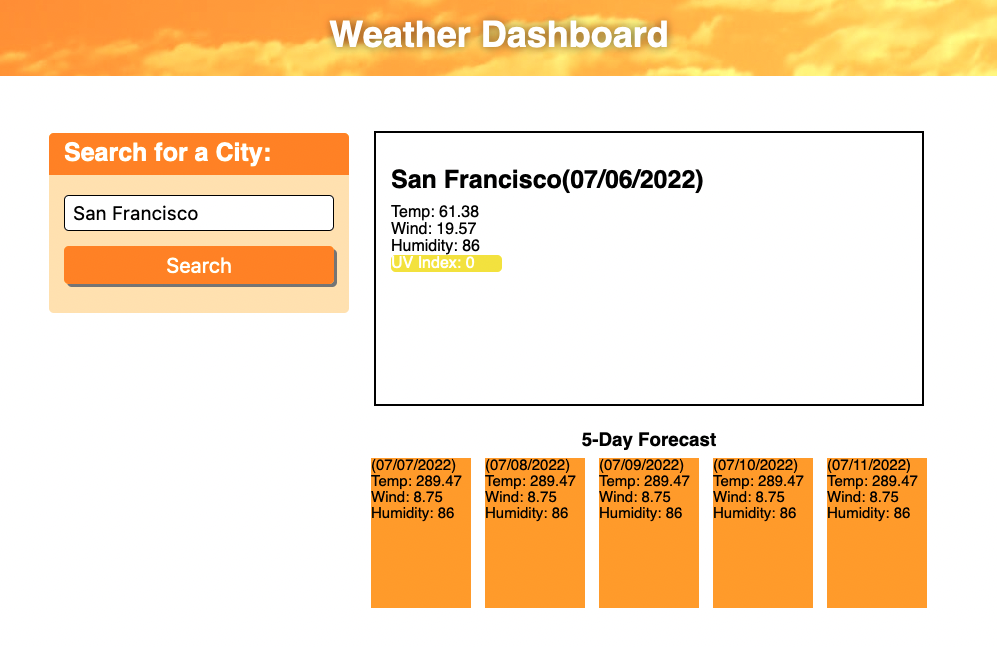 Weather Dashboard
Search for a City:
San Francisco
Search
San Francisco(07/06/2022)
Temp: 61.38
Wind: 19.57
Humidity: 86
UV Index: 0
5-Day Forecast
(07/07/2022)
Temp: 289.47
Wind: 8.75
Humidity: 86
(07/08/2022)
Temp: 289.47
Wind: 8.75
Humidity: 86
(07/09/2022)
Temp: 289.47
Wind: 8.75
Humidity: 86
(07/10/2022)
Temp: 289.47
Wind: 8.75
Humidity: 86
(07/11/2022)
Temp: 289.47
Wind: 8.75
Humidity: 86